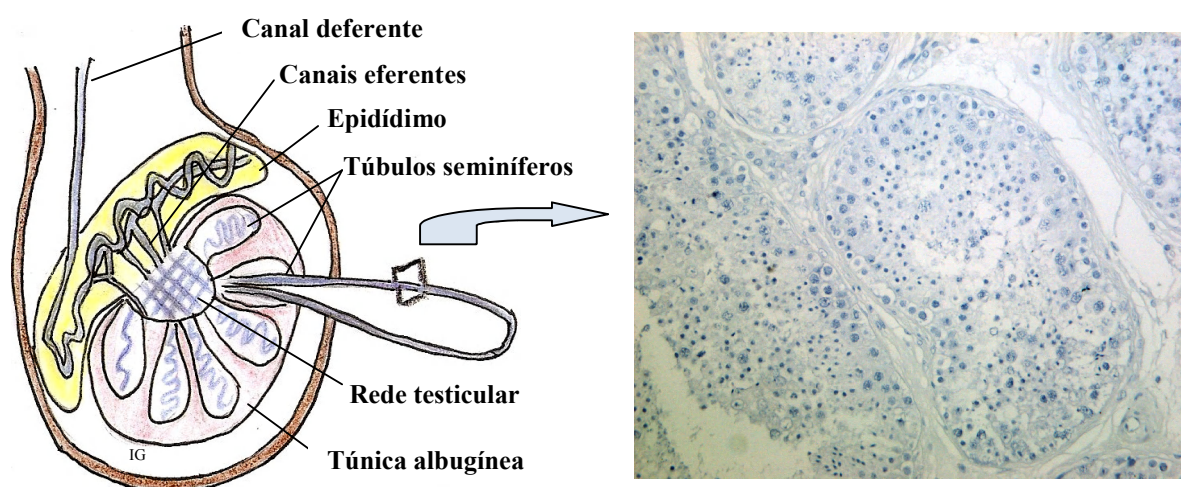 Canal deferente
Canais eferentes
Epidídimo
Túbulos seminíferos
Rede testicular
Túnica albugínea
IG